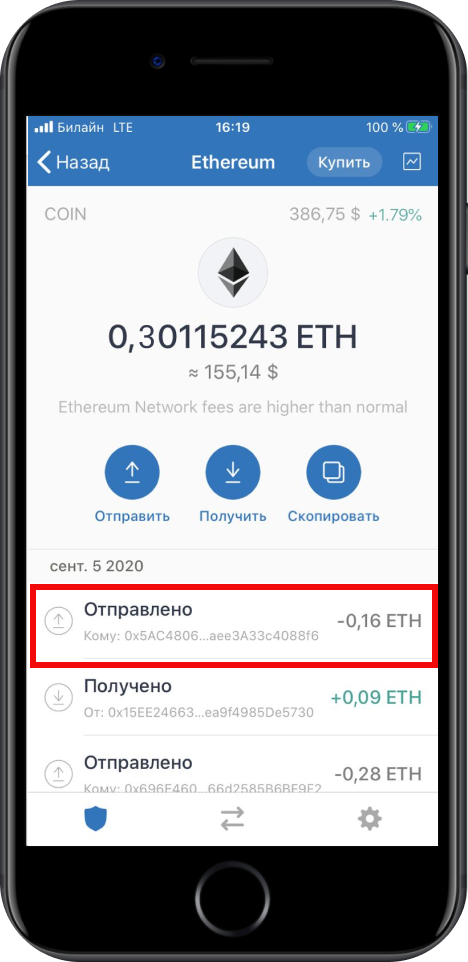 Билайн LTE 16:19 100 %
Назад Ethereum Купить
COIN 386,75 $ +1.79%
0,30115243 ETH
≈ 155,14 $
Ethereum Network fees are higher than normal
Отправить Получить Скопировать
сент. 5 2020
Отправлено
-0,16 ETH
Кому: 0x5AC4806...aee3A33c4088f6
Получено
+0,09 ETH
От: 0x15EE24663...ea9f4985De5730
Отправлено
-0,28 ETH
Кому: 0x696F460...66d2585B6BF9F2